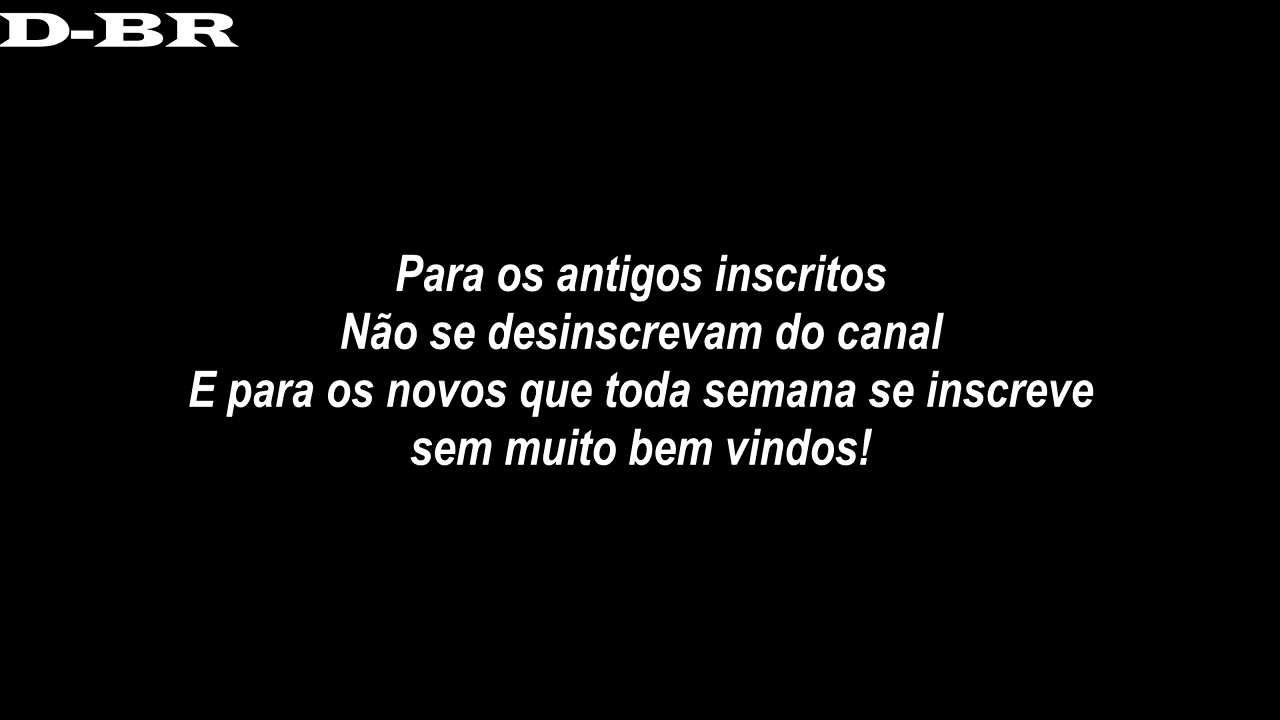 D-BR
Para os antigos inscritos
Não se desinscrevam do canal
E para os novos que toda semana se inscreve
sem muito bem vindos!